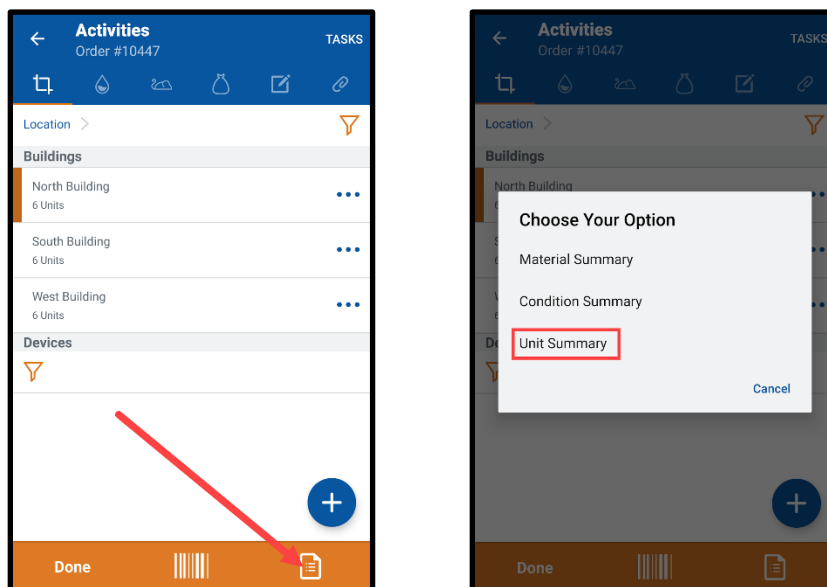 Activities
Order #10447
TASKS
Location
Buildings
North Building
6 Units
South Building
6 Units
West Building
6 Units
Devices
Done
Activities
Order #10447
TASKS
Location
Buildings
North Building
Choose Your Option
Material Summary
Condition Summary
Unit Summary
Cancel
Done